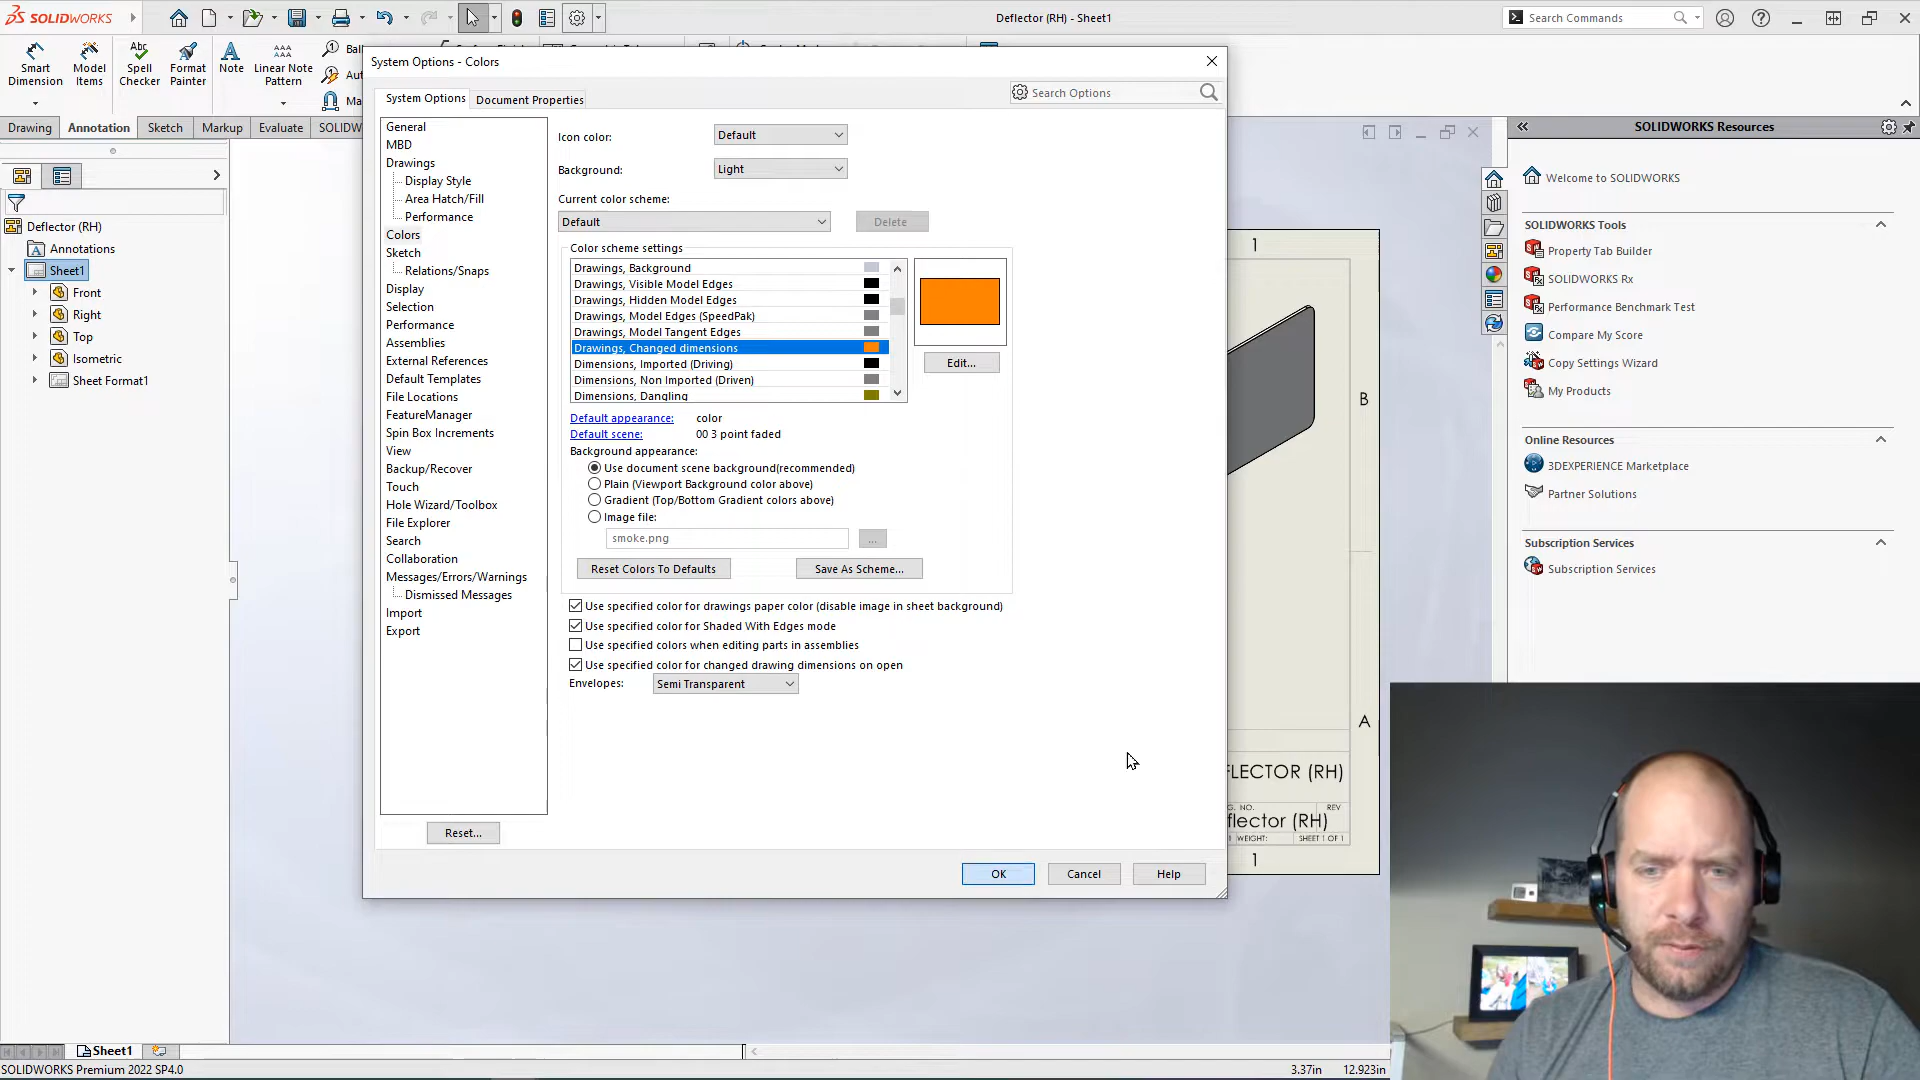 SOLIDWORKS
Deflector (RH) - Sheet1
Search Commands
Smart Dimension
Model Items
Spell Checker
Format Painter
Note
Linear Note Pattern
Drawing
Annotation
Sketch
Markup
Evaluate
SOLIDW
Deflector (RH)
Annotations
Sheet1
Front
Right
Top
Isometric
Sheet Format1
System Options - Colors
System Options
Document Properties
Search Options
General
MBD
Drawings
Display Style
Area Hatch/Fill
Performance
Colors
Sketch
Relations/Snaps
Display
Selection
Performance
Assemblies
External References
Default Templates
File Locations
FeatureManager
Spin Box Increments
View
Backup/Recover
Touch
Hole Wizard/Toolbox
File Explorer
Search
Collaboration
Messages/Errors/Warnings
Dismissed Messages
Import
Export
Reset...
Icon color:
Default
Background:
Light
Current color scheme:
Default
Delete
Color scheme settings
Drawings, Background
Drawings, Visible Model Edges
Drawings, Hidden Model Edges
Drawings, Model Edges (SpeedPak)
Drawings, Model Tangent Edges
Drawings, Changed dimensions
Dimensions, Imported (Driving)
Dimensions, Non Imported (Driven)
Dimensions, Dangling
Edit...
Default appearance: color
Default scene: 00 3 point faded
Background appearance:
Use document scene background(recommended)
Plain (Viewport Background color above)
Gradient (Top/Bottom Gradient colors above)
Image file:
smoke.png
...
Reset Colors To Defaults
Save As Scheme...
Use specified color for drawings paper color (disable image in sheet background)
Use specified color for Shaded With Edges mode
Use specified colors when editing parts in assemblies
Use specified color for changed drawing dimensions on open
Envelopes:
Semi Transparent
OK
Cancel
Help
1
B
A
FLECTOR (RH)
G. NO.
REV
flector (RH)
WEIGHT:
SHEET 1 OF 1
1
SOLIDWORKS Resources
Welcome to SOLIDWORKS
SOLIDWORKS Tools
Property Tab Builder
SOLIDWORKS Rx
Performance Benchmark Test
Compare My Score
Copy Settings Wizard
My Products
Online Resources
3DEXPERIENCE Marketplace
Partner Solutions
Subscription Services
Subscription Services
Sheet1
SOLIDWORKS Premium 2022 SP4.0
3.37in
12.923in